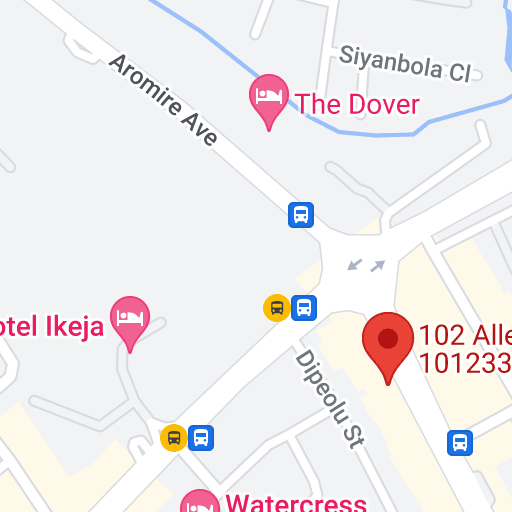 Siyanbola Cl
Aromire Ave
The Dover
otel Ikeja
102 Alle
101233
Dipeolu St
Watercress